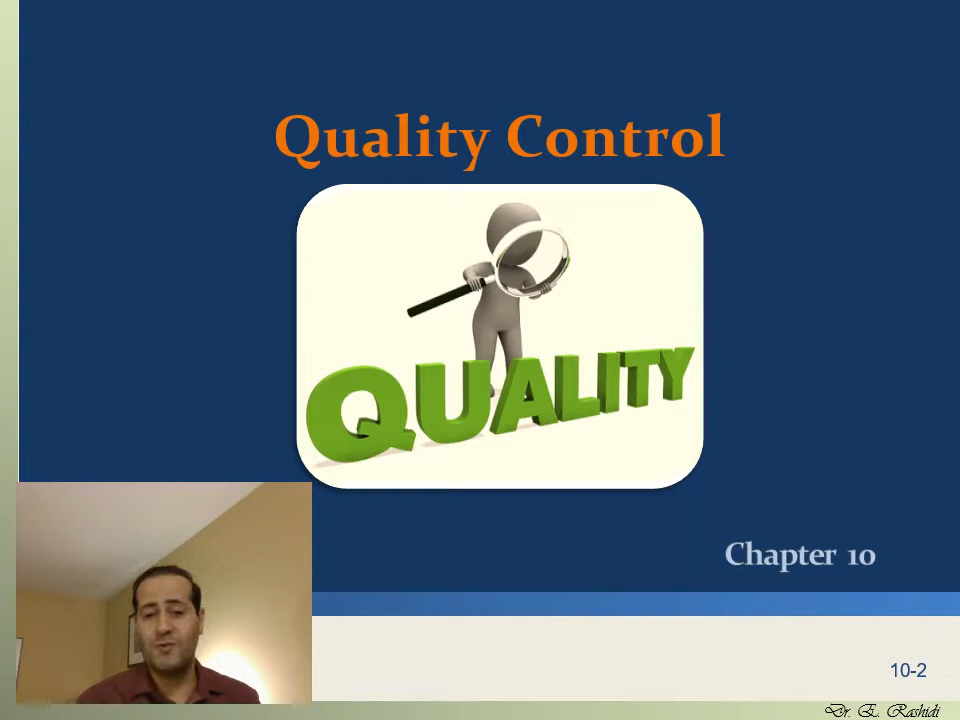 Quality Control
QUALITY
Chapter 10
10-2
Dr. E. Rashidi